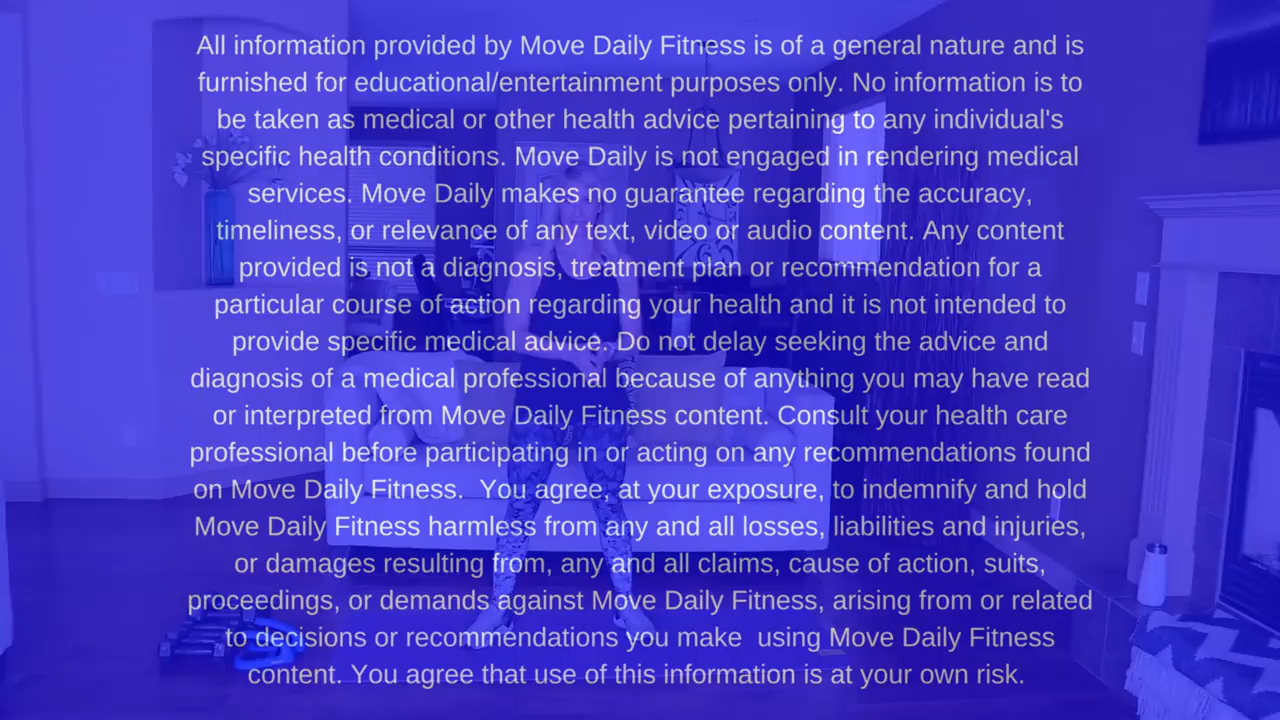 All information provided by Move Daily Fitness is of a general nature and is
furnished for educational/entertainment purposes only. No information is to
be taken as medical or other health advice pertaining to any individual's
specific health conditions. Move Daily is not engaged in rendering medical
services. Move Daily makes no guarantee regarding the accuracy,
timeliness, or relevance of any text, video or audio content. Any content
provided is not a diagnosis, treatment plan or recommendation for a
particular course of action regarding your health and it is not intended to
provide specific medical advice. Do not delay seeking the advice and
diagnosis of a medical professional because of anything you may have read
or interpreted from Move Daily Fitness content. Consult your health care
professional before participating in or acting on any recommendations found
on Move Daily Fitness.  You agree, at your exposure, to indemnify and hold
Move Daily Fitness harmless from any and all losses, liabilities and injuries,
or damages resulting from, any and all claims, cause of action, suits,
proceedings, or demands against Move Daily Fitness, arising from or related
to decisions or recommendations you make  using Move Daily Fitness
content. You agree that use of this information is at your own risk.